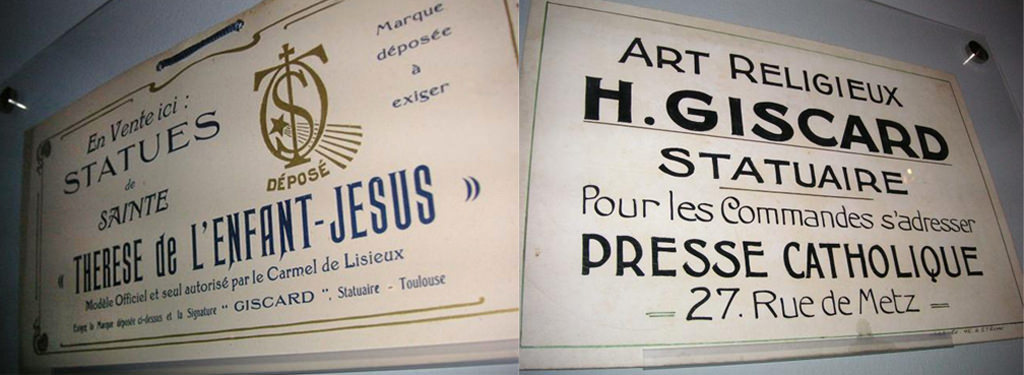 En Vente ici :
STATUES
de
SAINTE
« THERESE de L'ENFANT-JESUS »
Modèle Officiel et seul autorisé par le Carmel de Lisieux
Exigez la Marque déposée ci-dessus et la Signature " GISCARD ", Statuaire - Toulouse
DÉPOSÉ
Marque
déposée
à
exiger
ART RELIGIEUX
H. GISCARD
STATUAIRE
Pour les Commandes s'adresser
PRESSE CATHOLIQUE
27. Rue de Metz